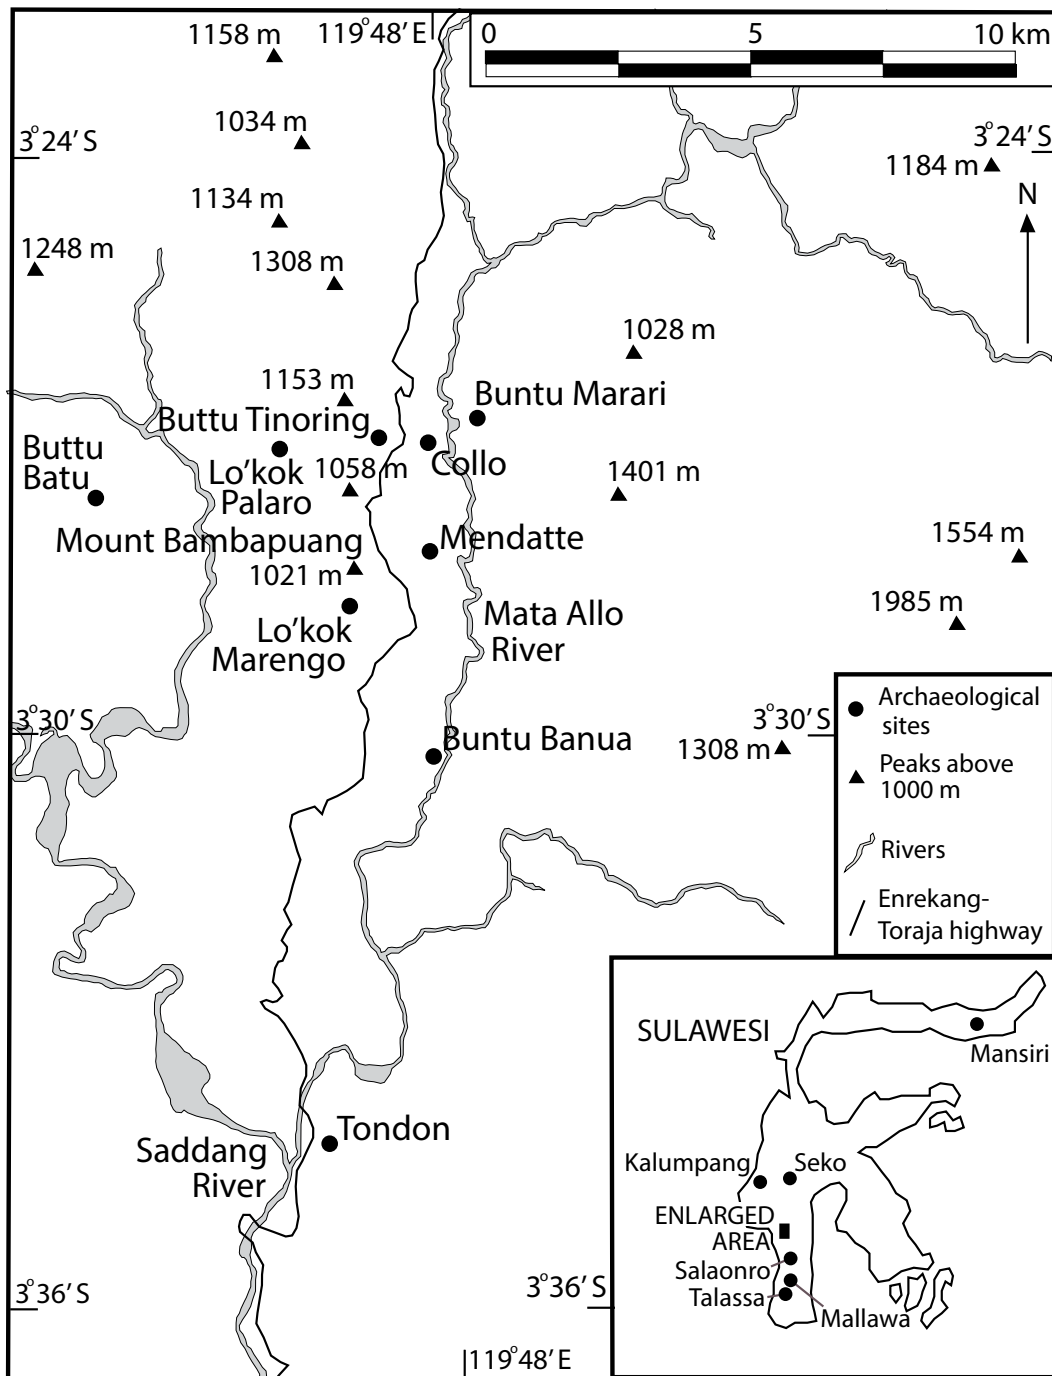 1158 m
119°48′ E
0 5 10 km
1034 m
3°24′ S
3°24′ S
1184 m
1134 m
N
1248 m
1308 m
1028 m
1153 m
Buntu Marari
Buttu Tinoring
Buttu
Batu
Lo'kok
Palaro
1058 m
Collo
1401 m
Mount Bambapuang
Mendatte
1554 m
1021 m
1985 m
Lo'kok
Marengo
Mata Allo
River
3°30′ S
3°30′ S
Buntu Banua
1308 m
Archaeological
sites
Peaks above
1000 m
Rivers
Enrekang-
Toraja highway
SULAWESI
Mansiri
Tondon
Saddang
River
Kalumpang
Seko
ENLARGED
AREA
Salaonro
Talassa
Mallawa
3°36′ S
3°36′ S
119°48′ E